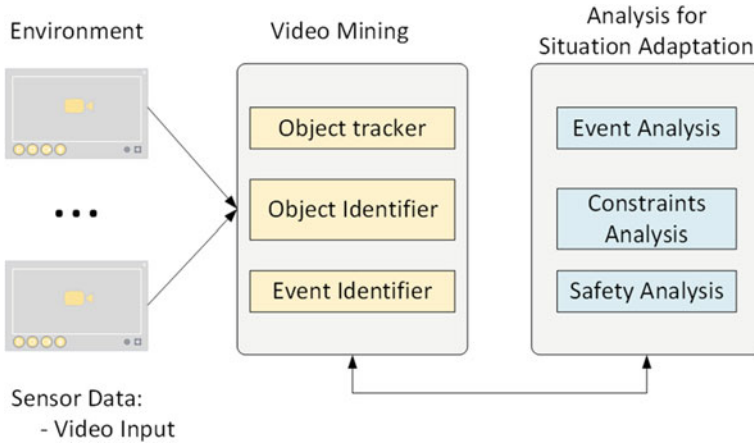 Environment
Video Mining
Analysis for
Situation Adaptation
Object tracker
Object Identifier
Event Identifier
Event Analysis
Constraints
Analysis
Safety Analysis
...
Sensor Data:
- Video Input